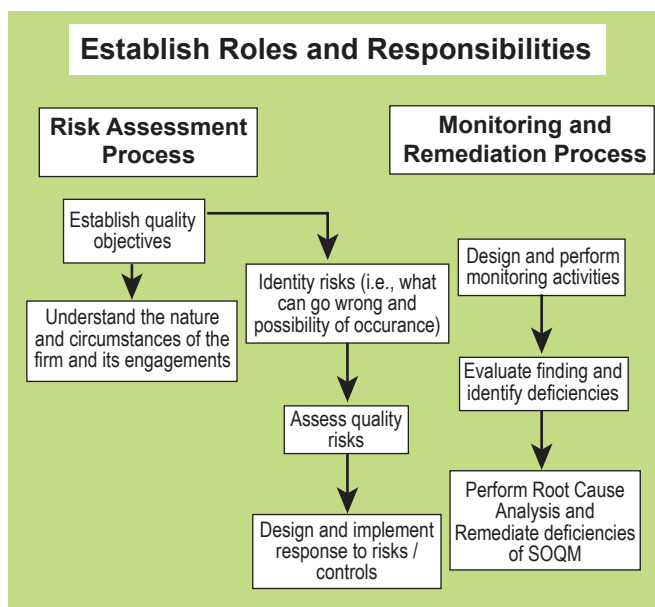 Establish Roles and Responsibilities
Risk Assessment
Process
Monitoring and
Remediation Process
Establish quality
objectives
Understand the nature
and circumstances of the
firm and its engagements
Identity risks (i.e., what
can go wrong and
possibility of occurance)
Assess quality
risks
Design and implement
response to risks /
controls
Design and perform
monitoring activities
Evaluate finding and
identify deficiencies
Perform Root Cause
Analysis and
Remediate deficiencies
of SOQM